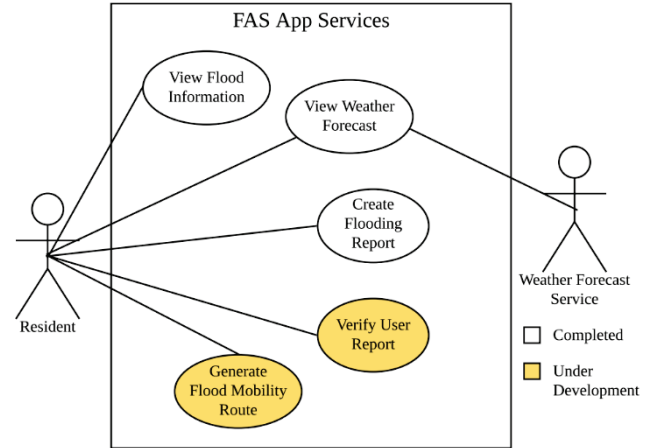 FAS App Services
View Flood
Information
View Weather
Forecast
Create
Flooding
Report
Verify User
Report
Generate
Flood Mobility
Route
Resident
Weather Forecast
Service
Completed
Under
Development